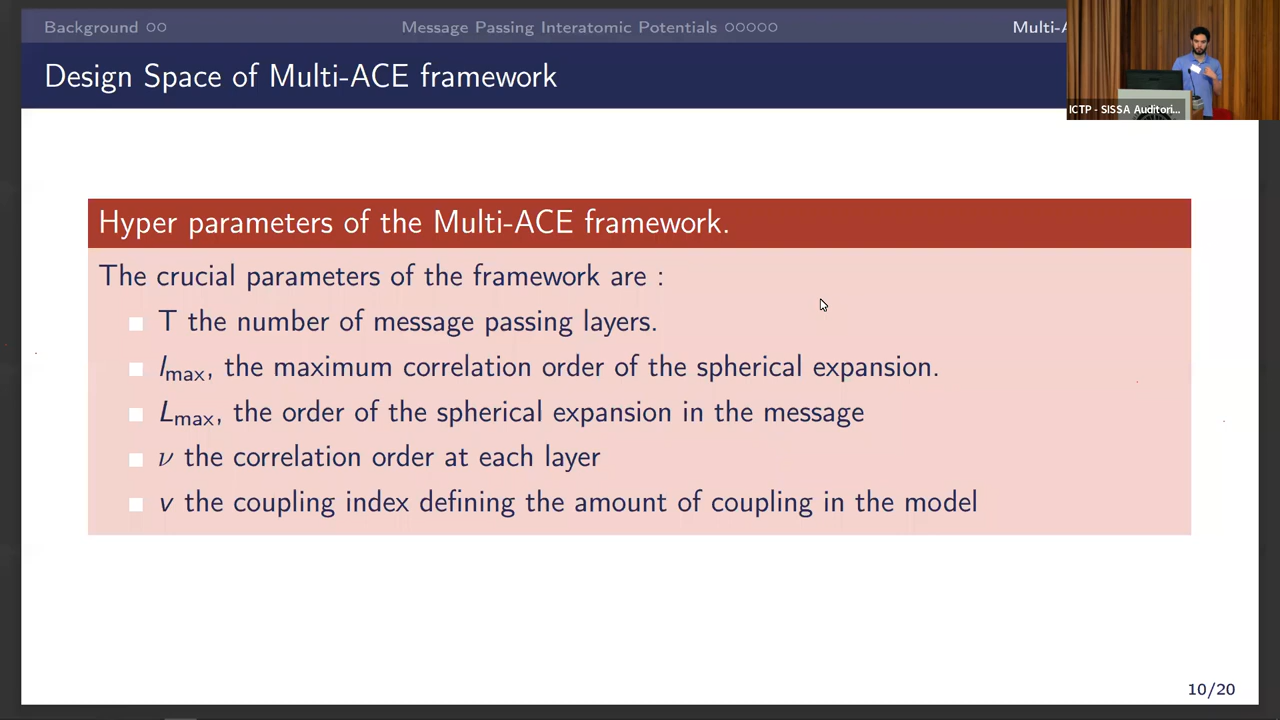 Background
Message Passing Interatomic Potentials
Multi-A
Design Space of Multi-ACE framework
ICTP - SISSA Auditori...
Hyper parameters of the Multi-ACE framework.
The crucial parameters of the framework are :
T the number of message passing layers.
lmax, the maximum correlation order of the spherical expansion.
Lmax, the order of the spherical expansion in the message
ν the correlation order at each layer
v the coupling index defining the amount of coupling in the model
10/20